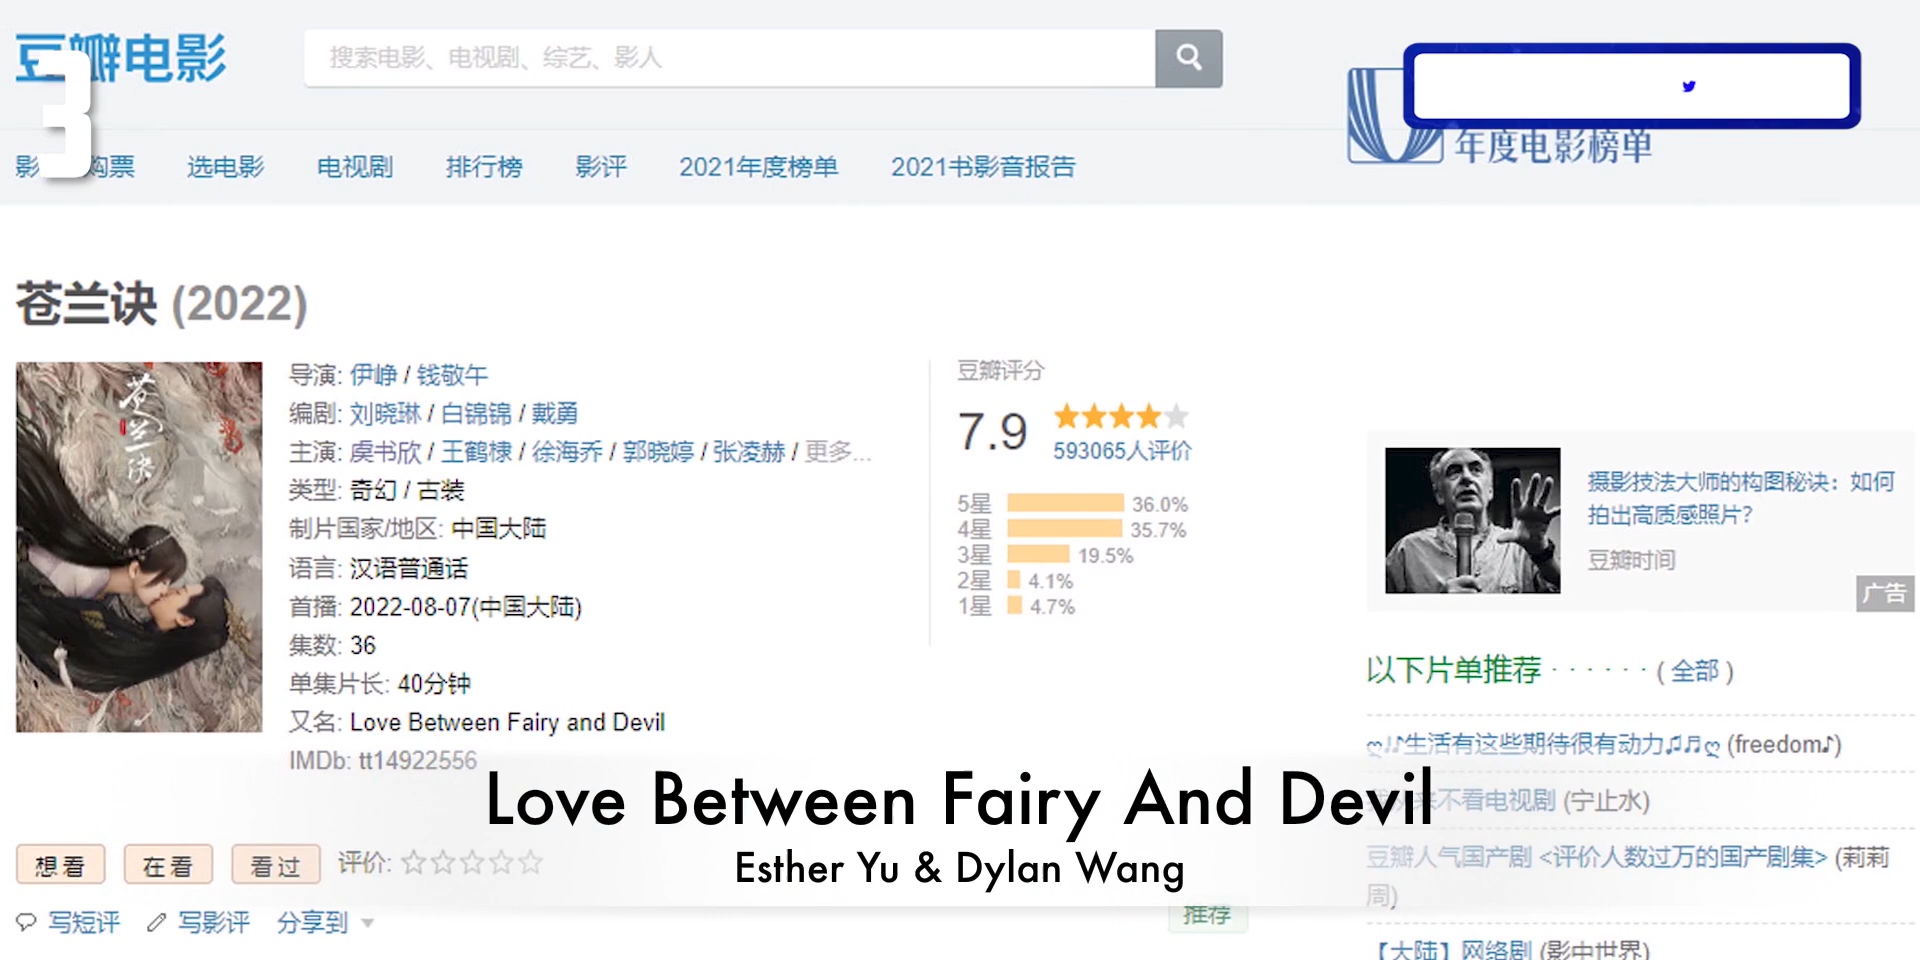 豆瓣电影
搜索电影、电视剧、综艺、影人
3
年度电影榜单
影 购票 选电影 电视剧 排行榜 影评 2021年度榜单 2021书影音报告
苍兰诀 (2022)
苍兰诀
导演: 伊峥 / 钱敬午
编剧: 刘晓琳 / 白锦锦 / 戴勇
主演: 虞书欣 / 王鹤棣 / 徐海乔 / 郭晓婷 / 张凌赫 / 更多...
类型: 奇幻 / 古装
制片国家/地区: 中国大陆
语言: 汉语普通话
首播: 2022-08-07(中国大陆)
集数: 36
单集片长: 40分钟
又名: Love Between Fairy and Devil
IMDb: tt14922556
豆瓣评分
7.9
593065人评价
5星 36.0%
4星 35.7%
3星 19.5%
2星 4.1%
1星 4.7%
摄影技法大师的构图秘诀：如何
拍出高质感照片?
豆瓣时间
广告
以下片单推荐 · · · · · · ( 全部 )
ღ♩♪生活有这些期待很有动力♫♬ღ (freedom♪)
来不看电视剧 (宁止水)
豆瓣人气国产剧 <评价人数过万的国产剧集> (莉莉
周)
【大陆】网络剧 (影中世界)
Love Between Fairy And Devil
Esther Yu & Dylan Wang
想看 在看 看过 评价:
写短评 写影评 分享到
推荐